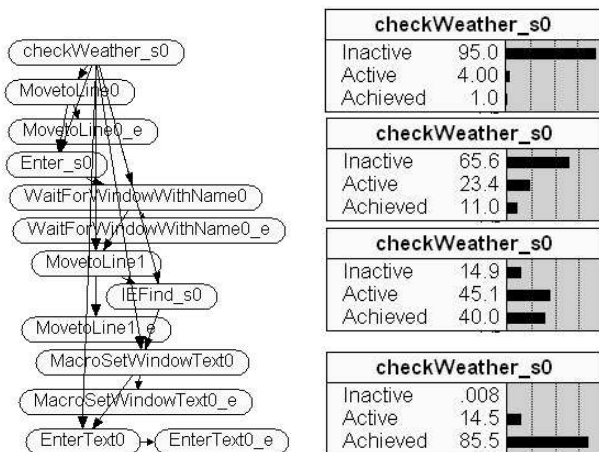 checkWeather_s0
MovetoLine0
MovetoLine0_e
Enter_s0
WaitForWindowWithName0
WaitForWindowWithName0_e
MovetoLine1
IEFind_s0
MovetoLine1_e
MacroSetWindowText0
MacroSetWindowText0_e
EnterText0
EnterText0_e
checkWeather_s0
Inactive 95.0
Active 4.00
Achieved 1.0
checkWeather_s0
Inactive 65.6
Active 23.4
Achieved 11.0
checkWeather_s0
Inactive 14.9
Active 45.1
Achieved 40.0
checkWeather_s0
Inactive .008
Active 14.5
Achieved 85.5